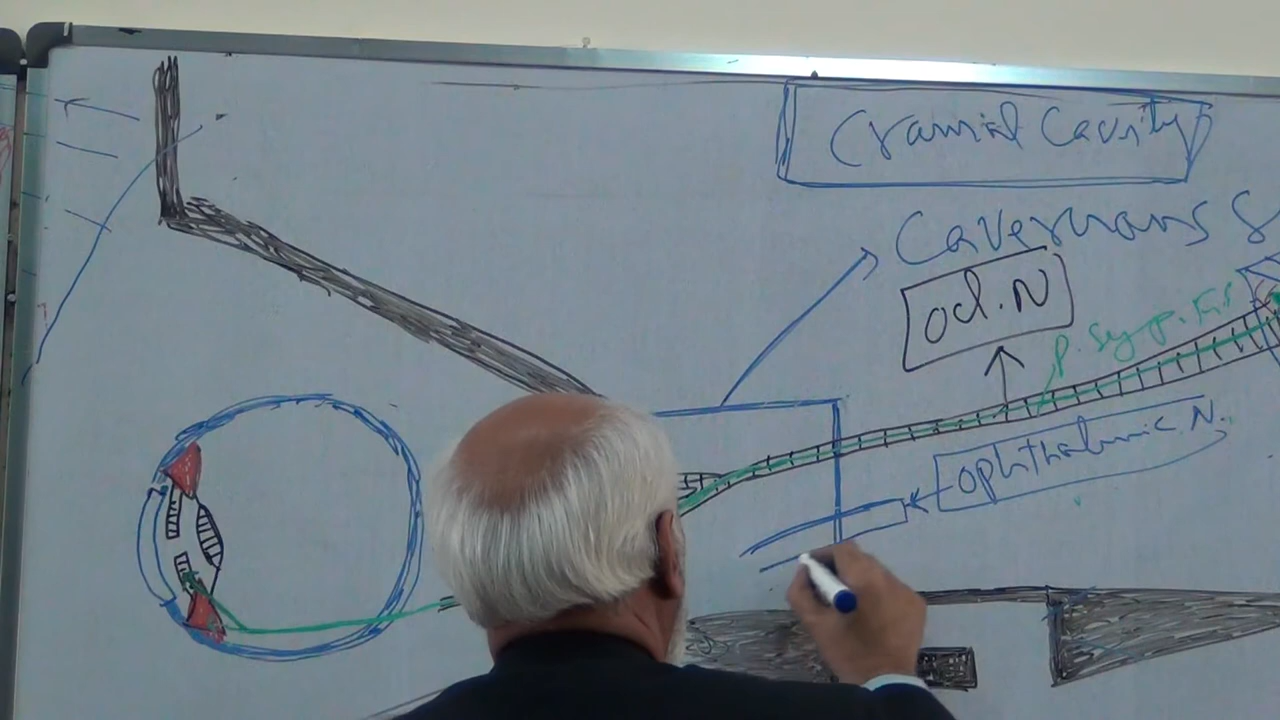 Cranial Cavity
Cavernous S
Ocl. N
P. Symp. Fib
Ophthalmic. N.